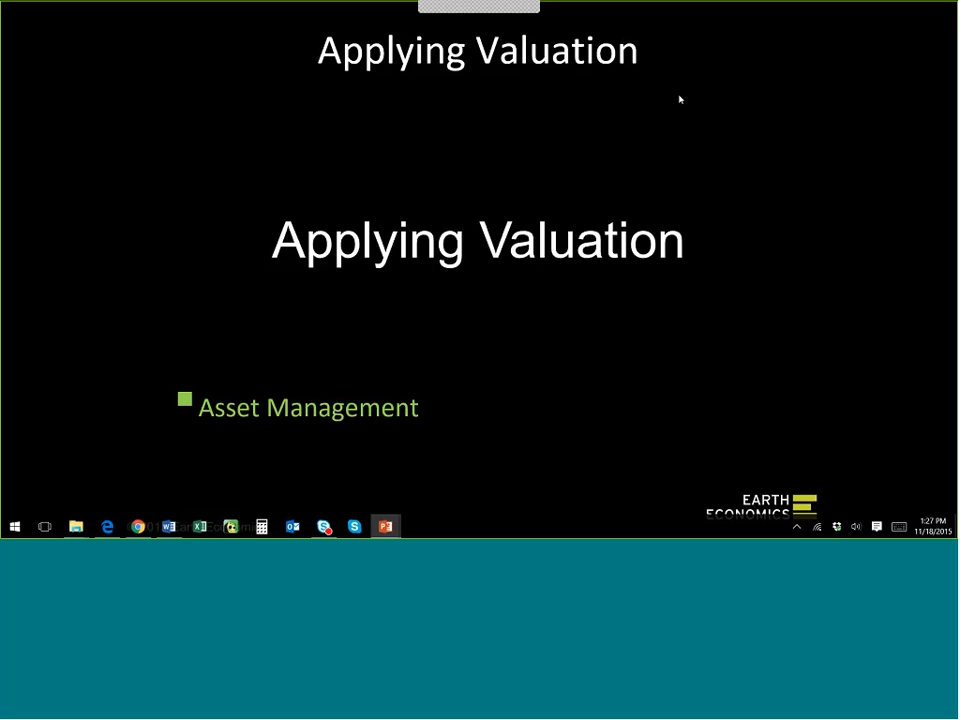 Applying Valuation
Applying Valuation
Asset Management
EARTH
ECONOMICS
1:27 PM
11/18/2015